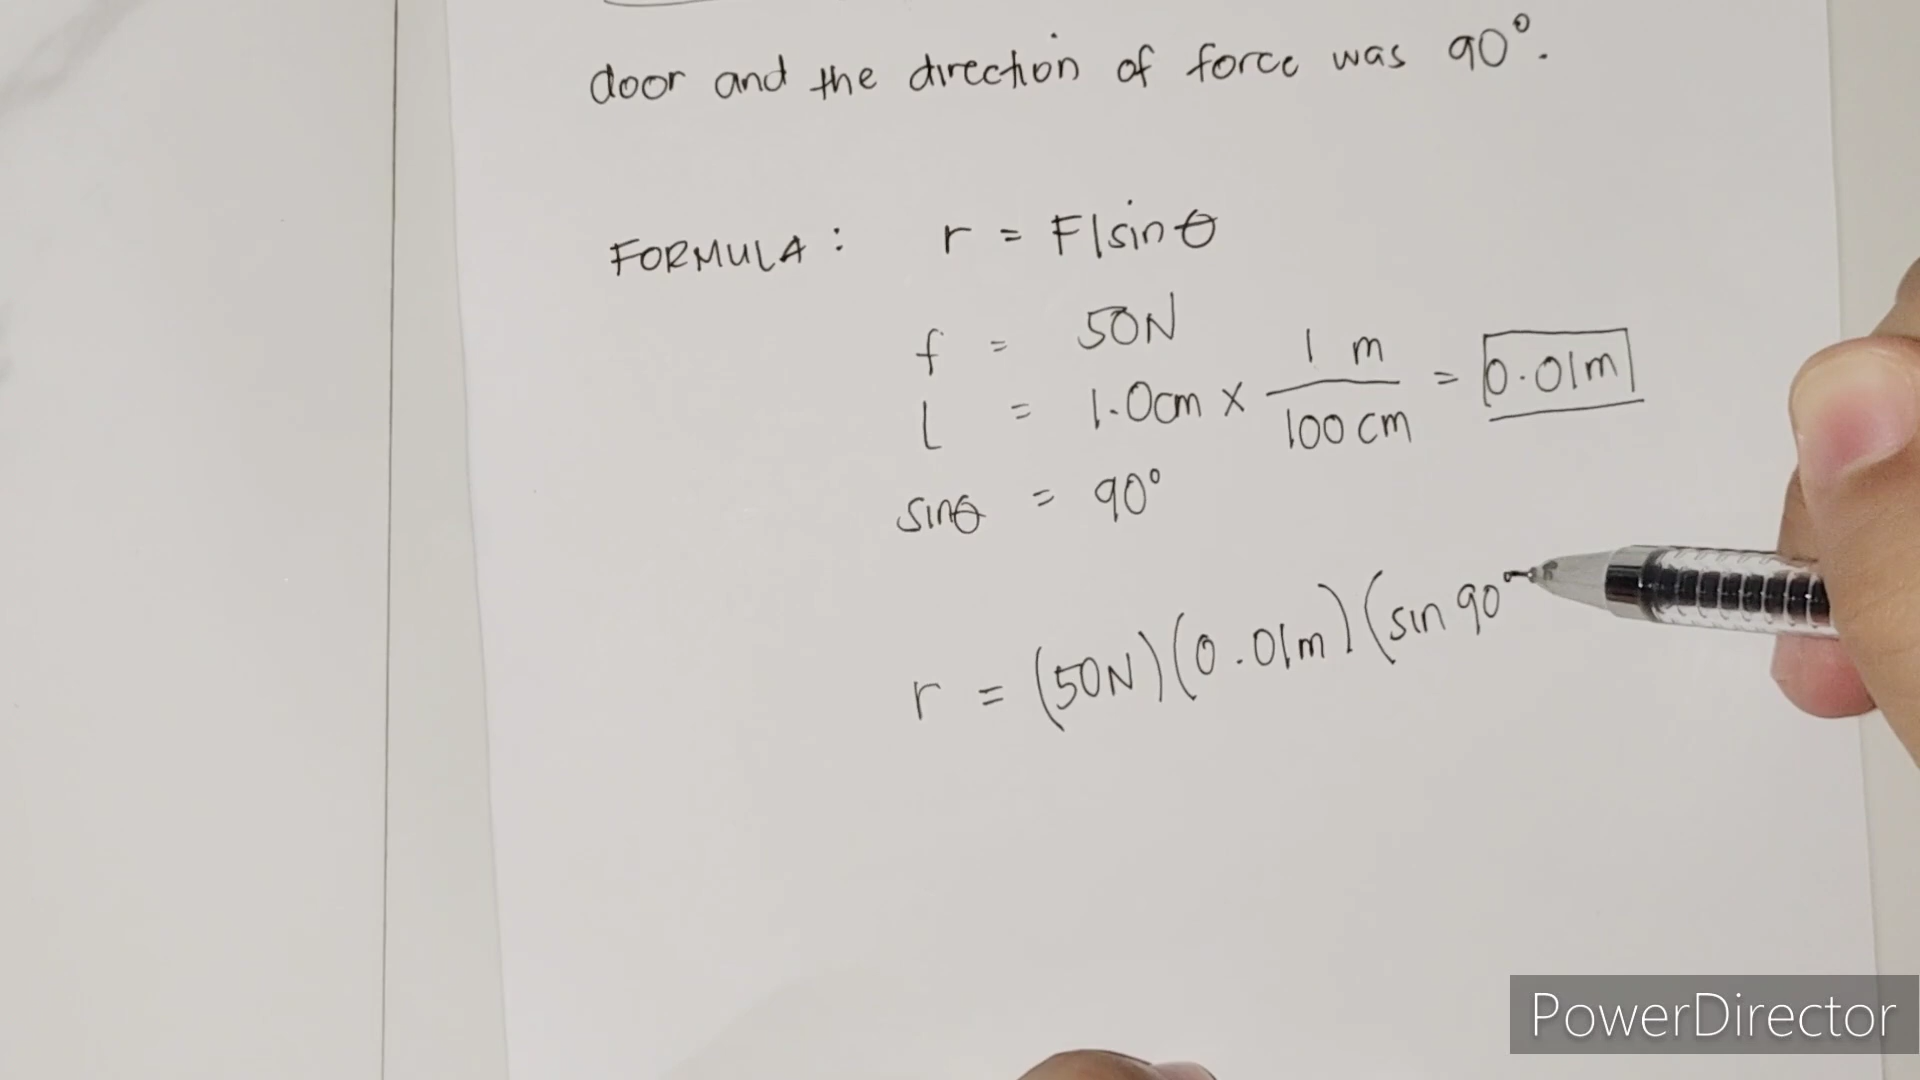 door and the direction of force was 90°.
FORMULA: r = Flsinθ
f = 50N
l = 1.0cm x 1 m / 100 cm = 0.01m
sinθ = 90°
r = (50N)(0.01m)(sin 90°
PowerDirector